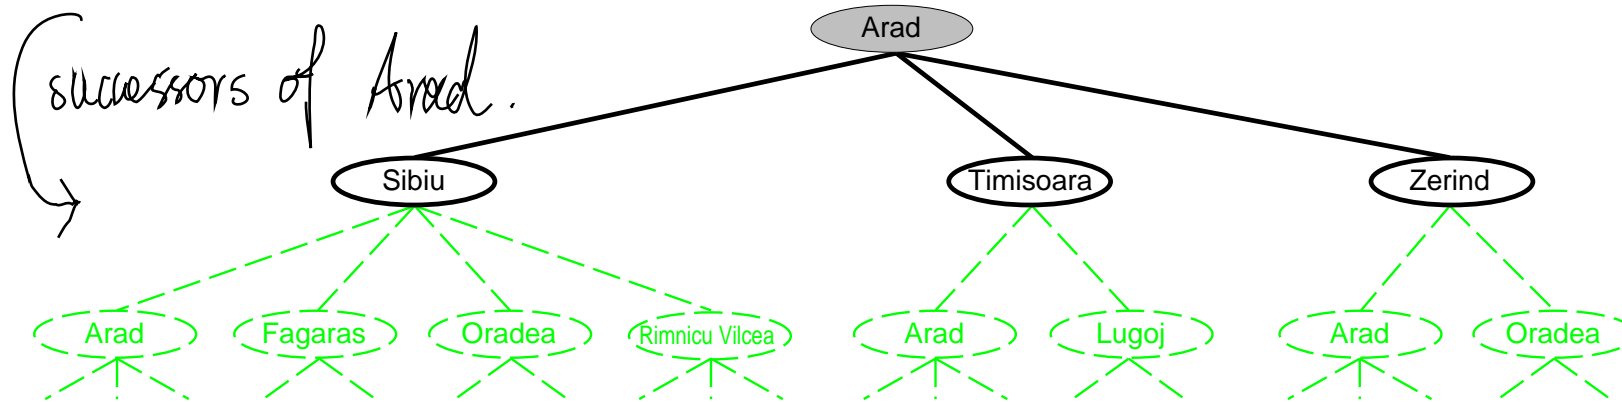 Arad
successors of Arad.
Sibiu Timisoara Zerind
Arad Fagaras Oradea Rimnicu Vilcea Arad Lugoj Arad Oradea